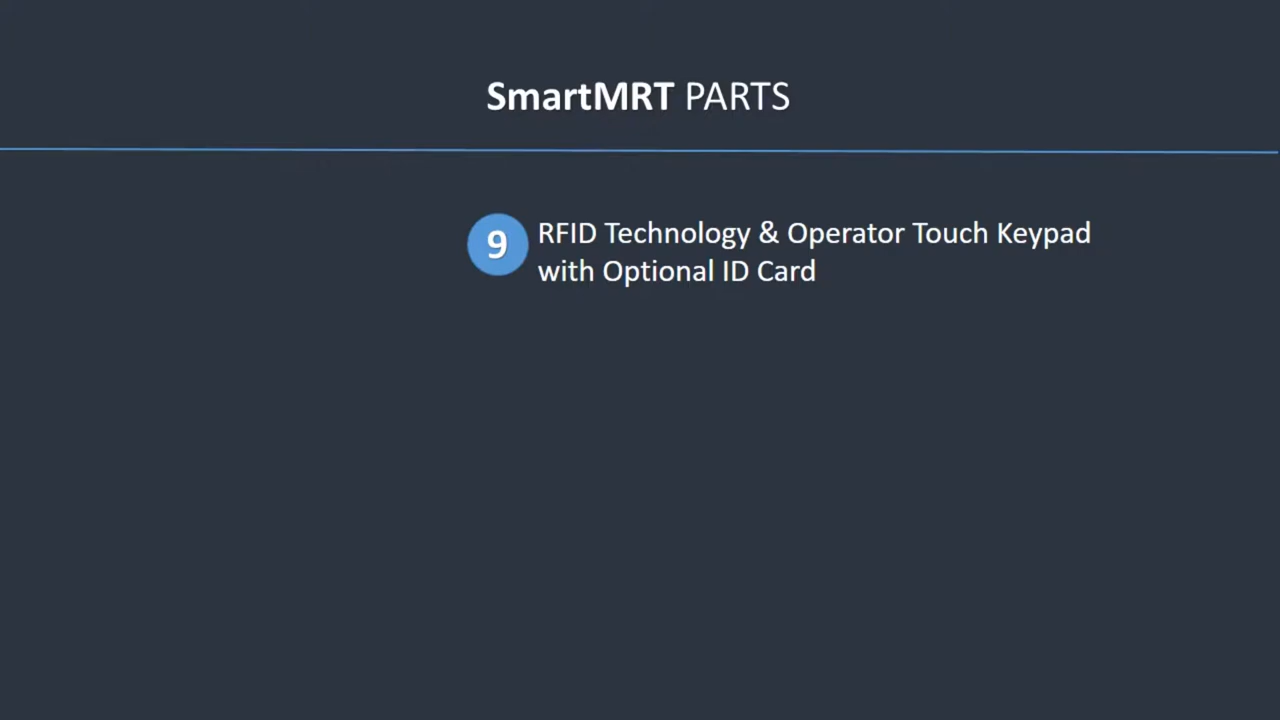 SmartMRT PARTS
9 RFID Technology & Operator Touch Keypad
with Optional ID Card